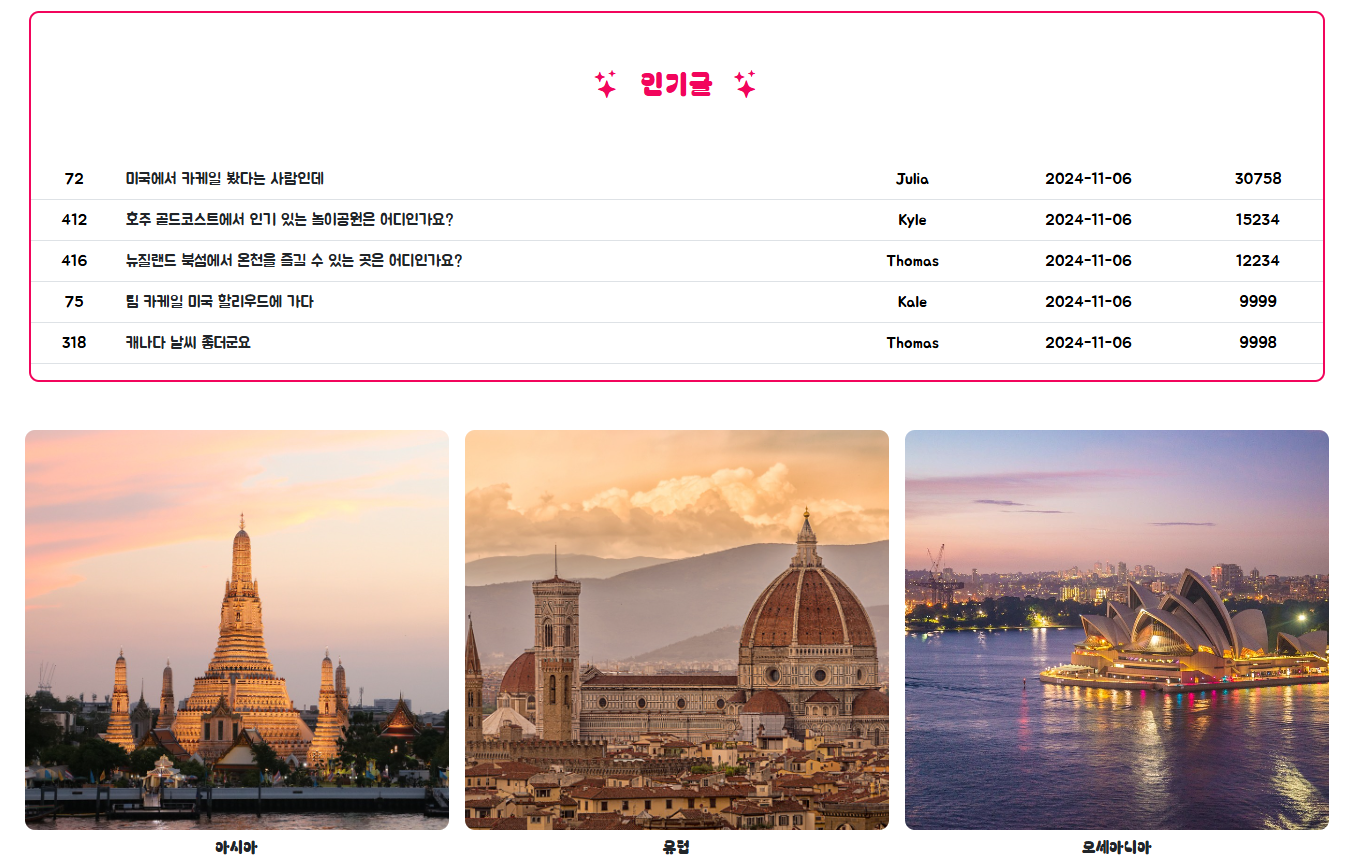 인기글
72 미국에서 카케일 봤다는 사람인데 Julia 2024-11-06 30758
412 호주 골드코스트에서 인기 있는 놀이공원은 어디인가요? Kyle 2024-11-06 15234
416 뉴질랜드 북섬에서 온천을 즐길 수 있는 곳은 어디인가요? Thomas 2024-11-06 12234
75 팀 카케일 미국 할리우드에 가다 Kale 2024-11-06 9999
318 캐나다 날씨 좋더군요 Thomas 2024-11-06 9998
아시아 유럽 오세아니아